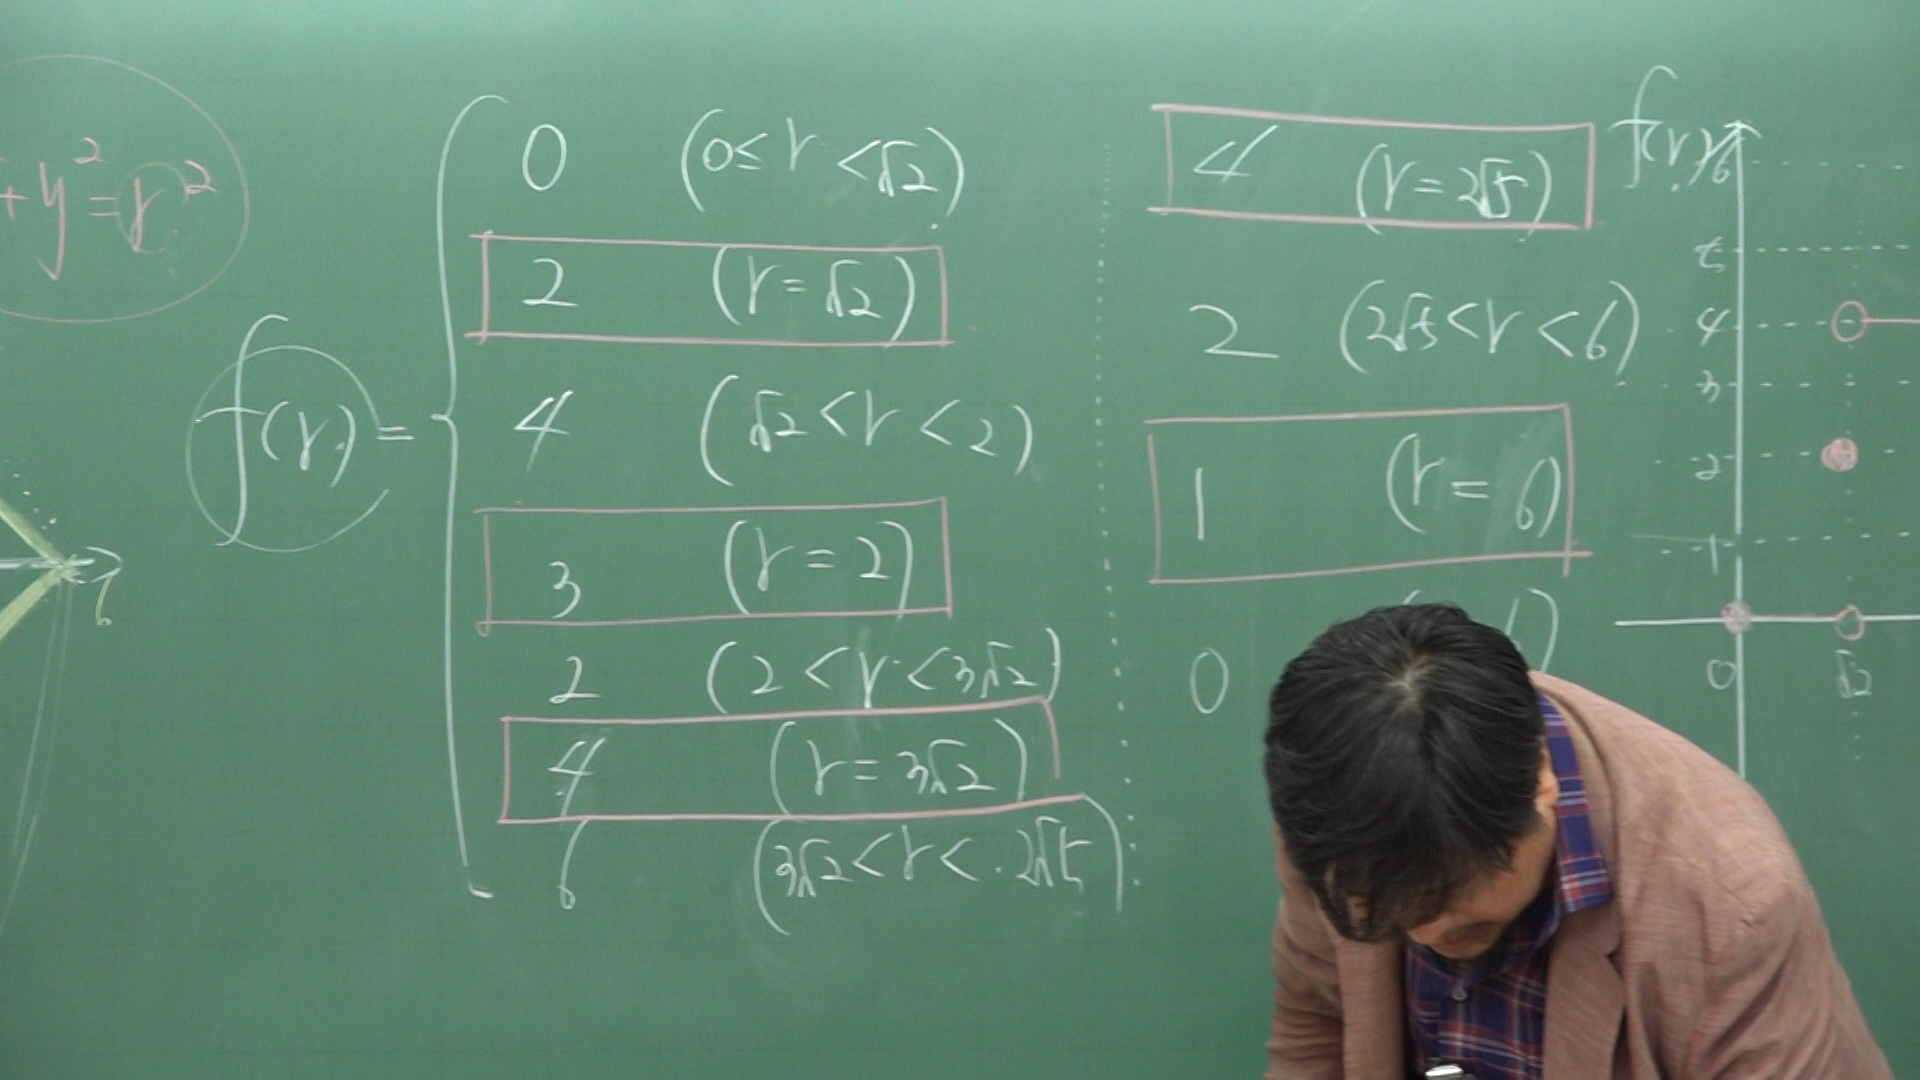 +y²=r²
f(r) =
0 (0≤r<√2)
2 (r=√2)
4 (√2<r<2)
3 (r=2)
2 (2<r<3√2)
4 (r=3√2)
6 (3√2<r<2√5)
4 (r=2√5)
2 (2√5<r<6)
1 (r=6)
0
6
f(r)
6
5
4
3
2
1
0 √2